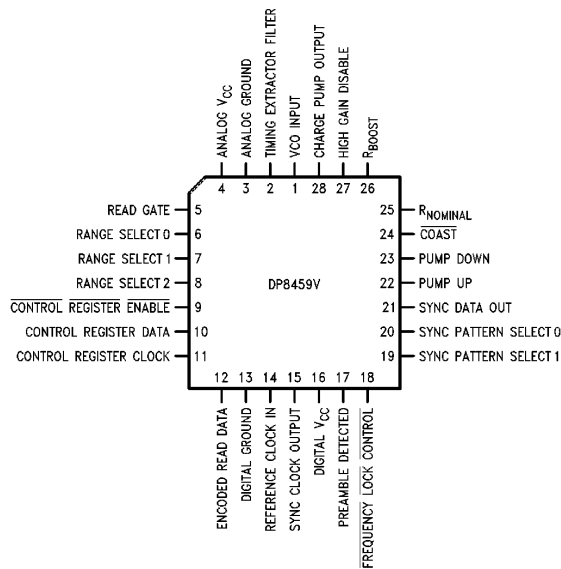 ANALOG VCC
ANALOG GROUND
TIMING EXTRACTOR FILTER
VCO INPUT
CHARGE PUMP OUTPUT
HIGH GAIN DISABLE
RBOOST
4 3 2 1 28 27 26
READ GATE 5
RANGE SELECT 0 6
RANGE SELECT 1 7
RANGE SELECT 2 8
CONTROL REGISTER ENABLE 9
CONTROL REGISTER DATA 10
CONTROL REGISTER CLOCK 11
DP8459V
25 RNOMINAL
24 COAST
23 PUMP DOWN
22 PUMP UP
21 SYNC DATA OUT
20 SYNC PATTERN SELECT 0
19 SYNC PATTERN SELECT 1
12 13 14 15 16 17 18
ENCODED READ DATA
DIGITAL GROUND
REFERENCE CLOCK IN
SYNC CLOCK OUTPUT
DIGITAL VCC
PREAMBLE DETECTED
FREQUENCY LOCK CONTROL